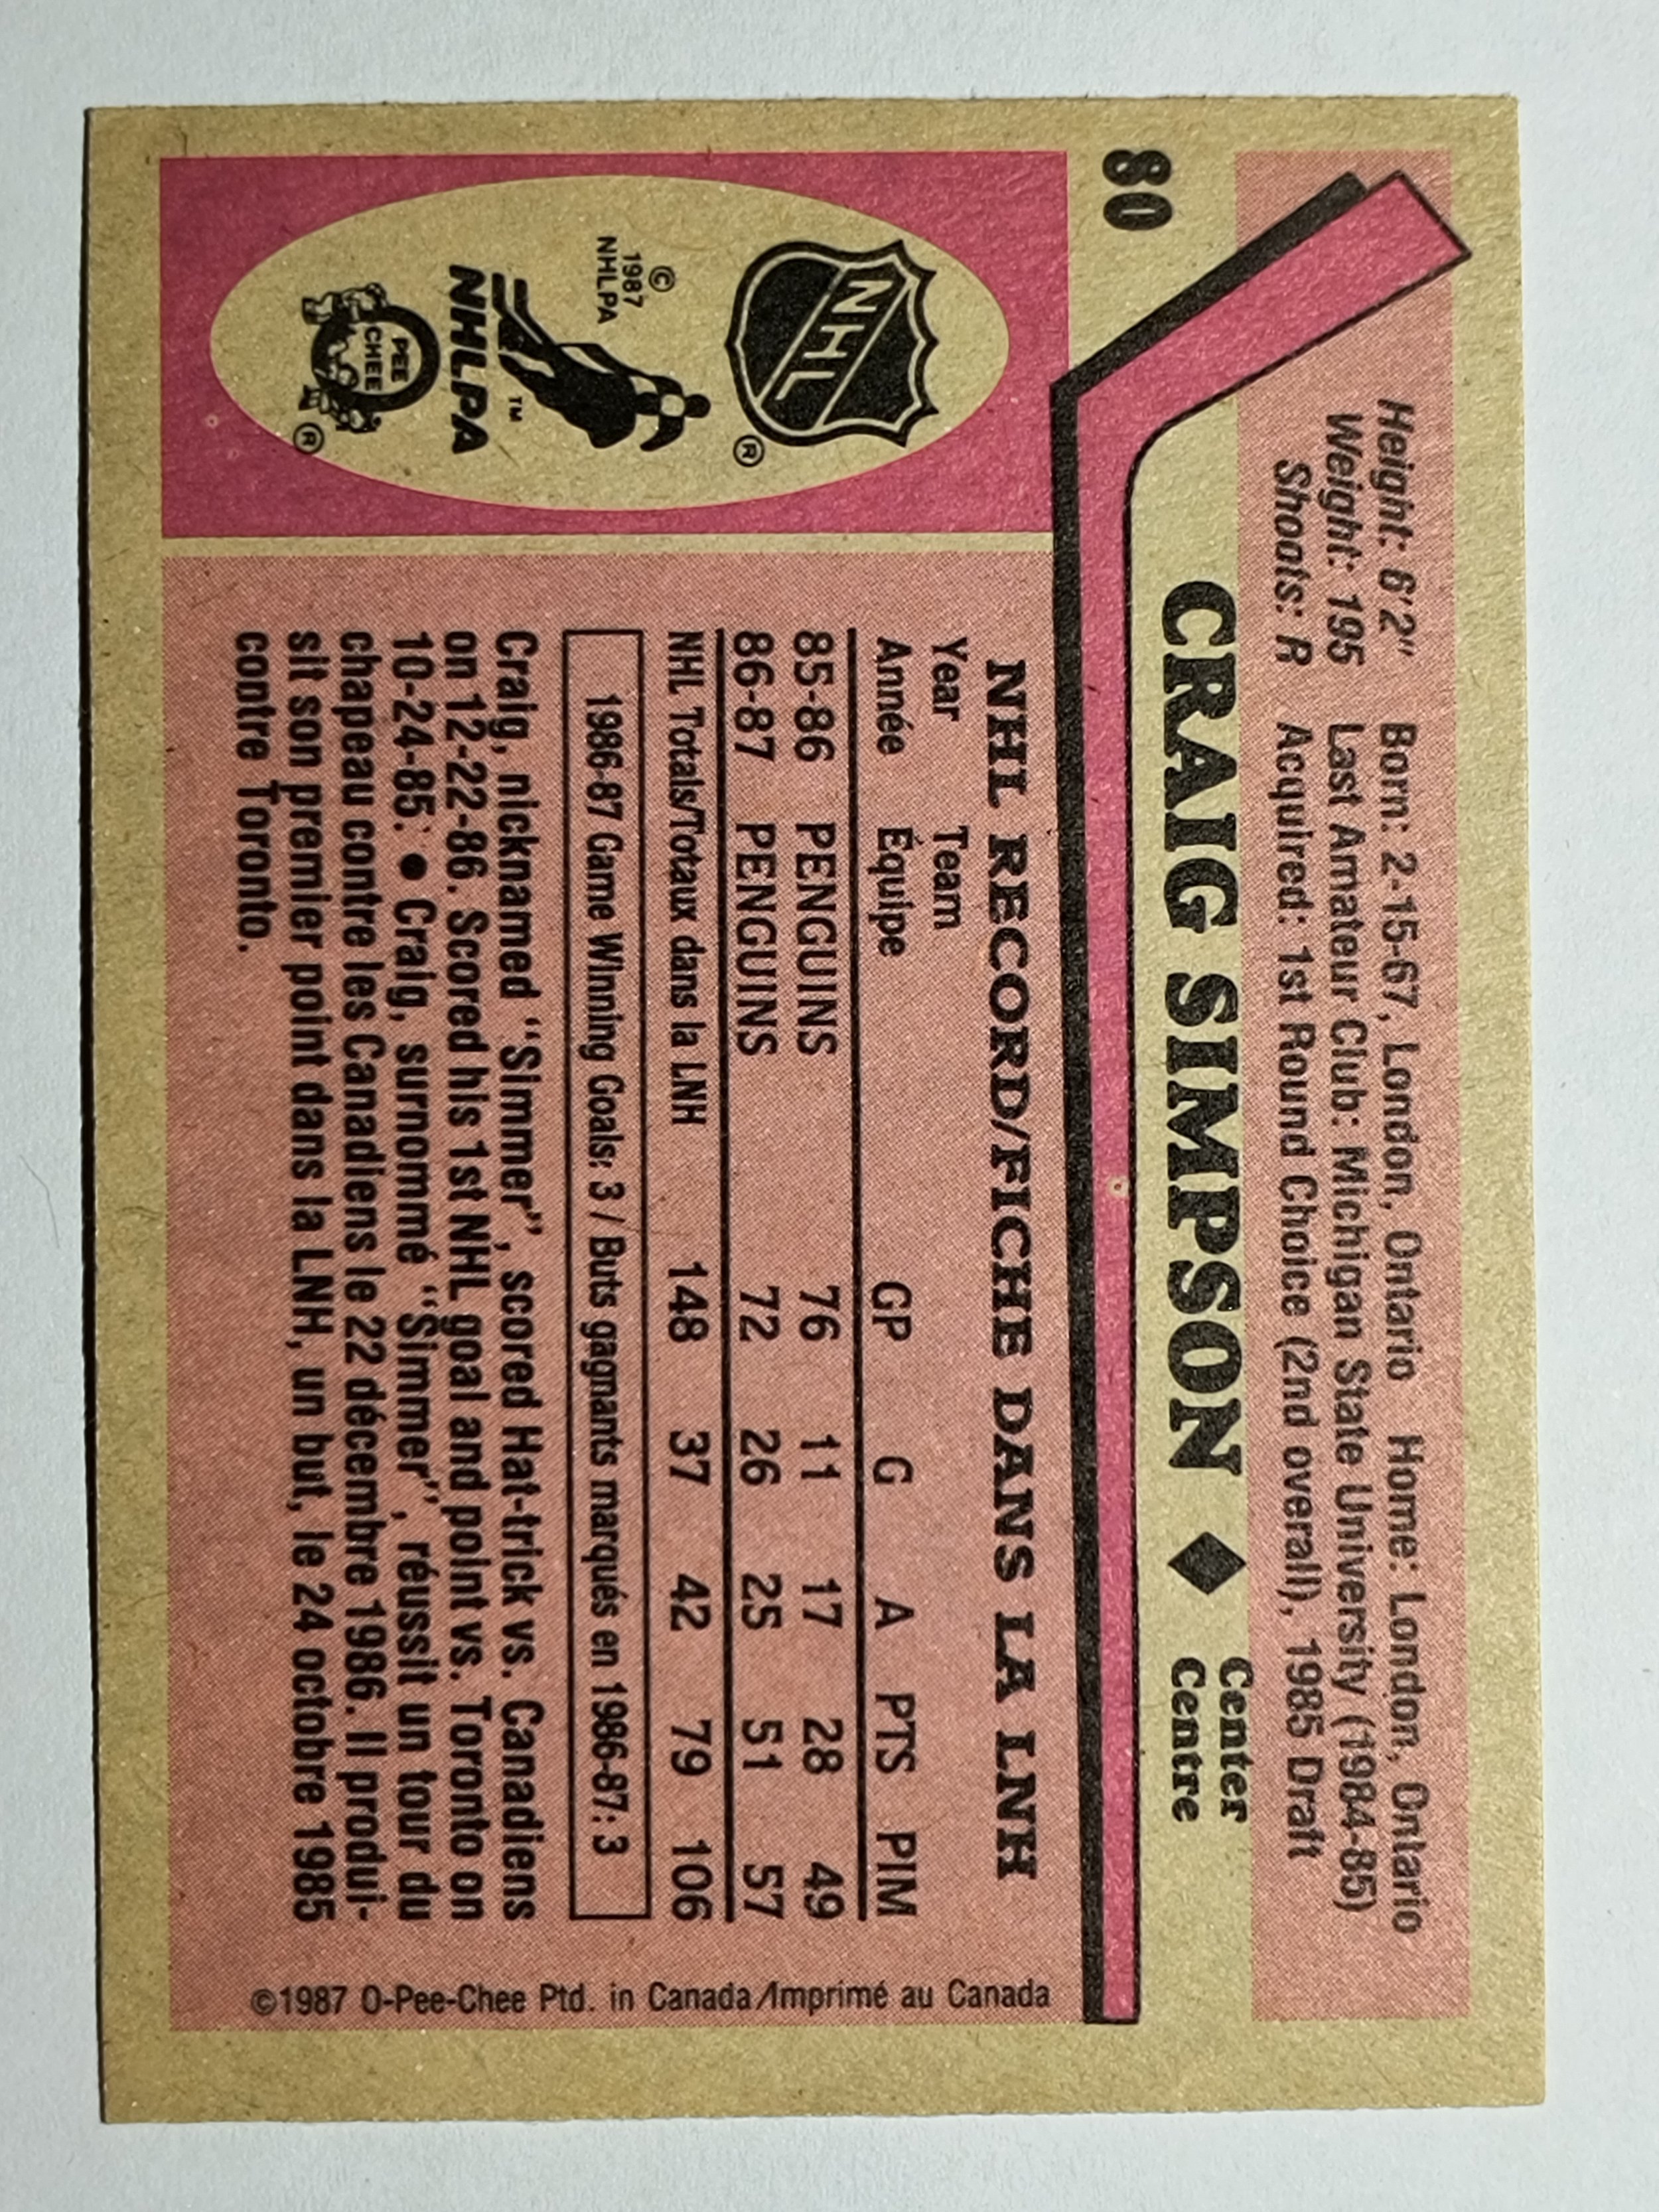 80
Height: 6'2" Born: 2-15-67, London, Ontario Home: London, Ontario
Weight: 195 Last Amateur Club: Michigan State University (1984-85)
Shoots: R Acquired: 1st Round Choice (2nd overall), 1985 Draft
CRAIG SIMPSON ◆ Center
Centre
NHL
®
© 1987 NHLPA
NHLPA
TM
O
PEE
CHEE
®
NHL RECORD/FICHE DANS LA LNH
Year Team
Année Équipe GP G A PTS PIM
85-86 PENGUINS 76 11 17 28 49
86-87 PENGUINS 72 26 25 51 57
NHL Totals/Totaux dans la LNH 148 37 42 79 106
1986-87 Game Winning Goals: 3 / Buts gagnants marqués en 1986-87: 3
Craig, nicknamed "Simmer", scored Hat-trick vs. Canadiens
on 12-22-86. Scored his 1st NHL goal and point vs. Toronto on
10-24-85. ● Craig, surnommé "Simmer", réussit un tour du
chapeau contre les Canadiens le 22 décembre 1986. Il produi-
sit son premier point dans la LNH, un but, le 24 octobre 1985
contre Toronto.
©1987 O-Pee-Chee Ptd. in Canada/Imprimé au Canada